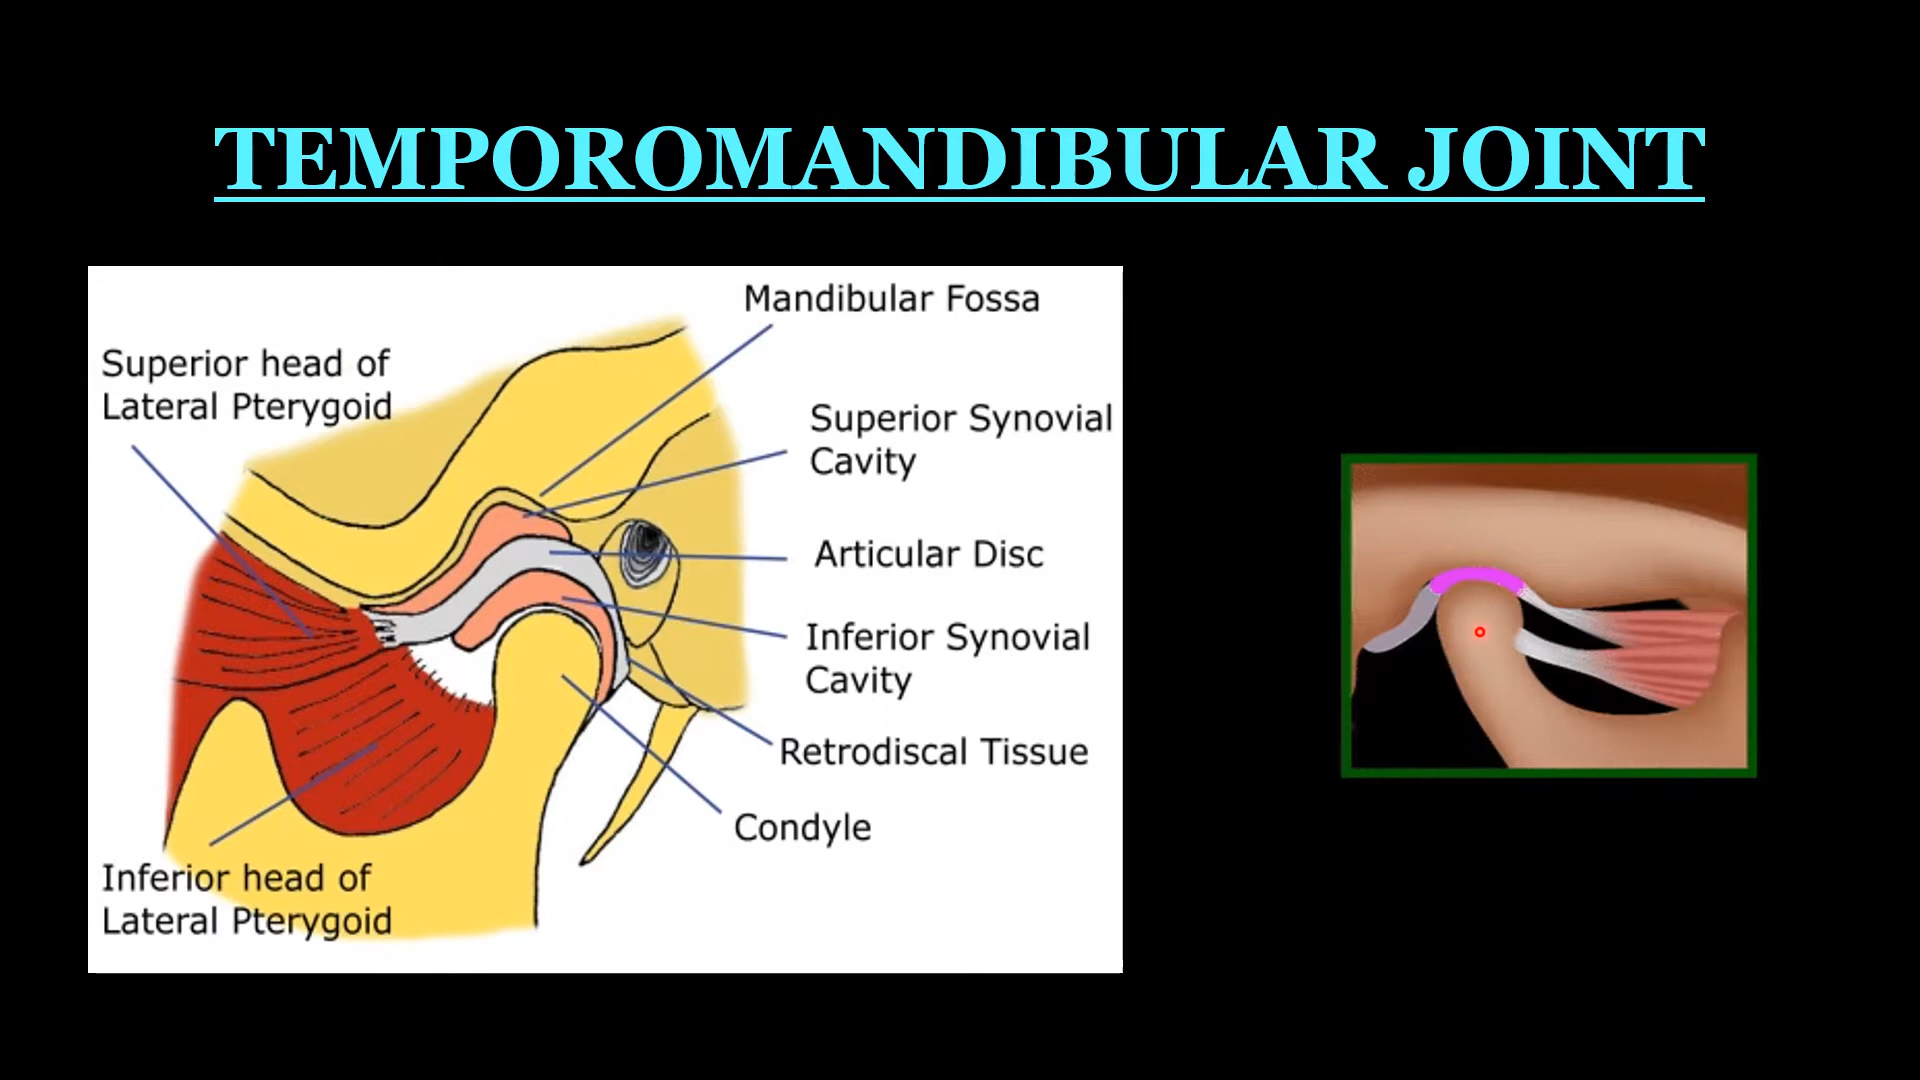 TEMPOROMANDIBULAR JOINT
Mandibular Fossa
Superior head of
Lateral Pterygoid
Superior Synovial
Cavity
Articular Disc
Inferior Synovial
Cavity
Retrodiscal Tissue
Condyle
Inferior head of
Lateral Pterygoid